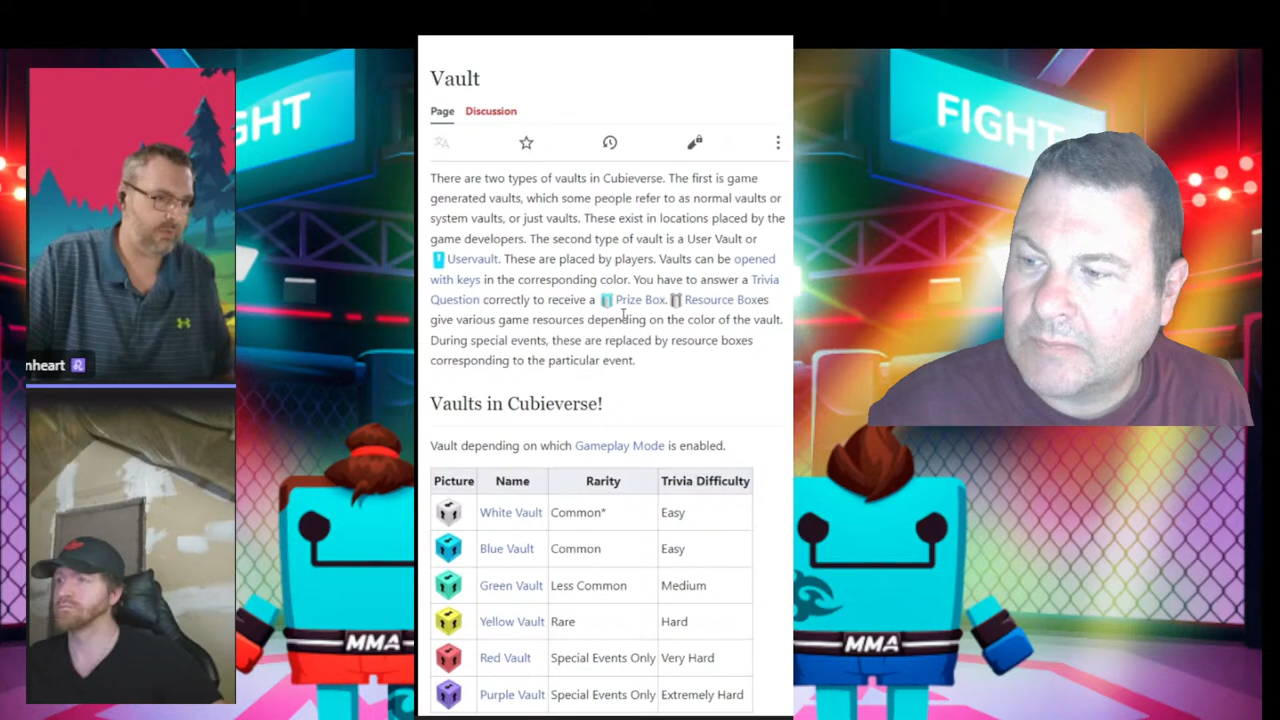 GHT
FIGHT
Vault
Page Discussion
There are two types of vaults in Cubieverse. The first is game
generated vaults, which some people refer to as normal vaults or
system vaults, or just vaults. These exist in locations placed by the
game developers. The second type of vault is a User Vault or
Uservault. These are placed by players. Vaults can be opened
with keys in the corresponding color. You have to answer a Trivia
Question correctly to receive a Prize Box. Resource Boxes
give various game resources depending on the color of the vault.
During special events, these are replaced by resource boxes
corresponding to the particular event.
nheart
Vaults in Cubieverse!
Vault depending on which Gameplay Mode is enabled.
Picture Name Rarity Trivia Difficulty
White Vault Common* Easy
Blue Vault Common Easy
Green Vault Less Common Medium
Yellow Vault Rare Hard
Red Vault Special Events Only Very Hard
Purple Vault Special Events Only Extremely Hard
MMA
MMA